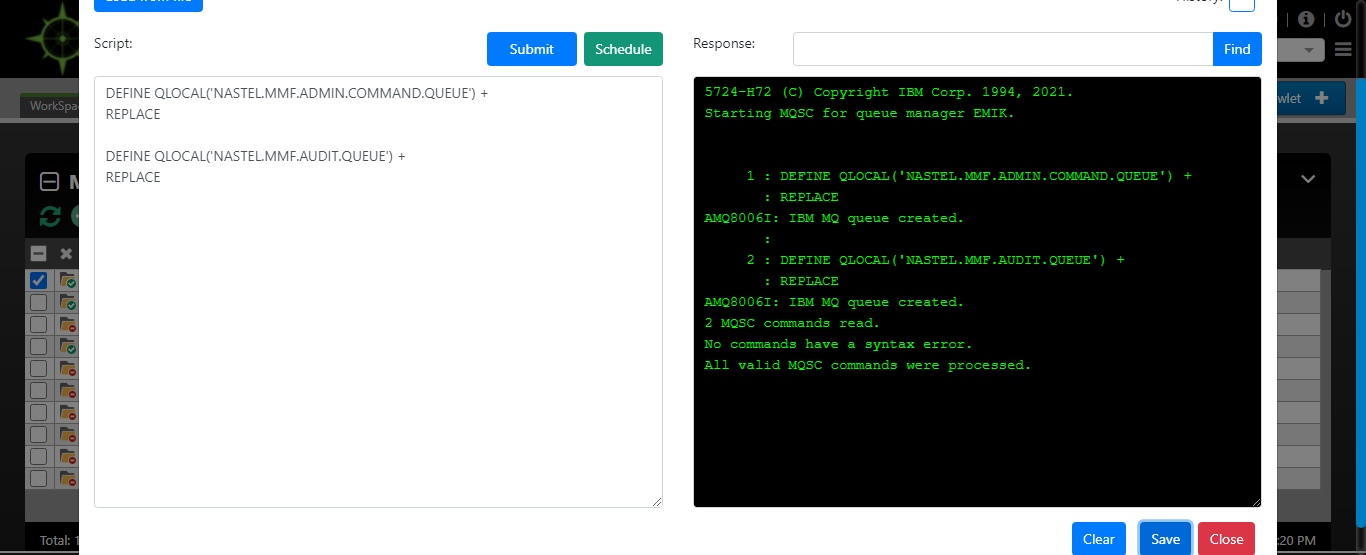 Script:
Submit
Schedule
Response:
Find
DEFINE QLOCAL('NASTEL.MMF.ADMIN.COMMAND.QUEUE') +
REPLACE
DEFINE QLOCAL('NASTEL.MMF.AUDIT.QUEUE') +
REPLACE
5724-H72 (C) Copyright IBM Corp. 1994, 2021.
Starting MQSC for queue manager EMIK.
1 : DEFINE QLOCAL('NASTEL.MMF.ADMIN.COMMAND.QUEUE') +
: REPLACE
AMQ8006I: IBM MQ queue created.
:
2 : DEFINE QLOCAL('NASTEL.MMF.AUDIT.QUEUE') +
: REPLACE
AMQ8006I: IBM MQ queue created.
2 MQSC commands read.
No commands have a syntax error.
All valid MQSC commands were processed.
WorkSpac
wlet +
M
Total: 1
:20 PM
Clear
Save
Close